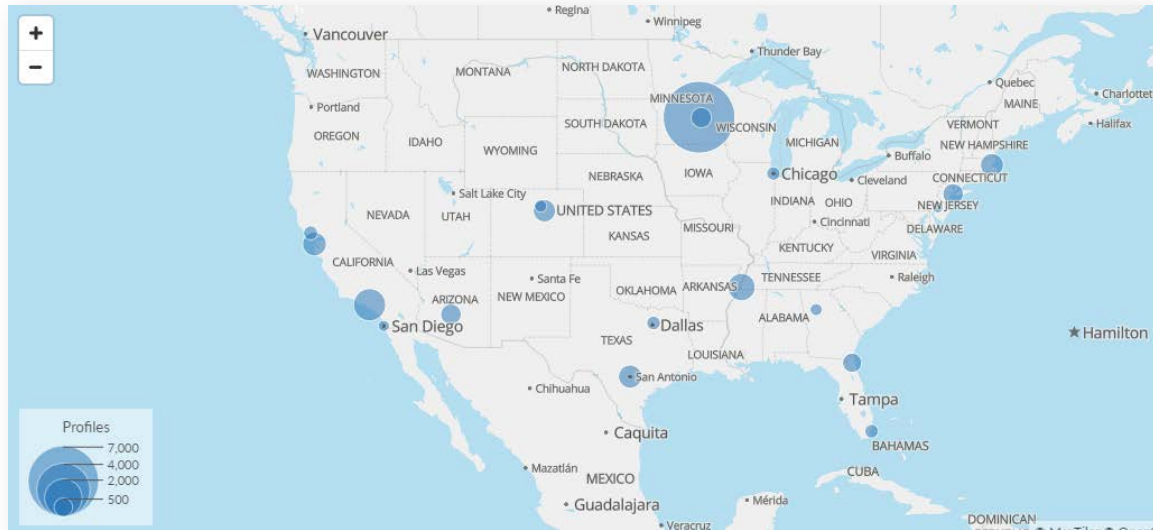 +
−
Regina
Winnipeg
Vancouver
Thunder Bay
Quebec
Charlottet
WASHINGTON
MONTANA
NORTH DAKOTA
MINNESOTA
MAINE
Portland
Halifax
OREGON
IDAHO
SOUTH DAKOTA
WISCONSIN
VERMONT
MICHIGAN
NEW HAMPSHIRE
WYOMING
Buffalo
IOWA
Chicago
Cleveland
CONNECTICUT
NEBRASKA
Salt Lake City
INDIANA
OHIO
NEW JERSEY
NEVADA
UTAH
UNITED STATES
Cincinnati
DELAWARE
KANSAS
MISSOURI
KENTUCKY
VIRGINIA
CALIFORNIA
Las Vegas
Santa Fe
TENNESSEE
Raleigh
ARIZONA
NEW MEXICO
OKLAHOMA
ARKANSAS
San Diego
Dallas
ALABAMA
Hamilton
TEXAS
LOUISIANA
San Antonio
Chihuahua
Tampa
Caquita
BAHAMAS
Mazatlán
MEXICO
CUBA
Guadalajara
Mérida
Veracruz
DOMINICAN
Profiles
7,000
4,000
2,000
500